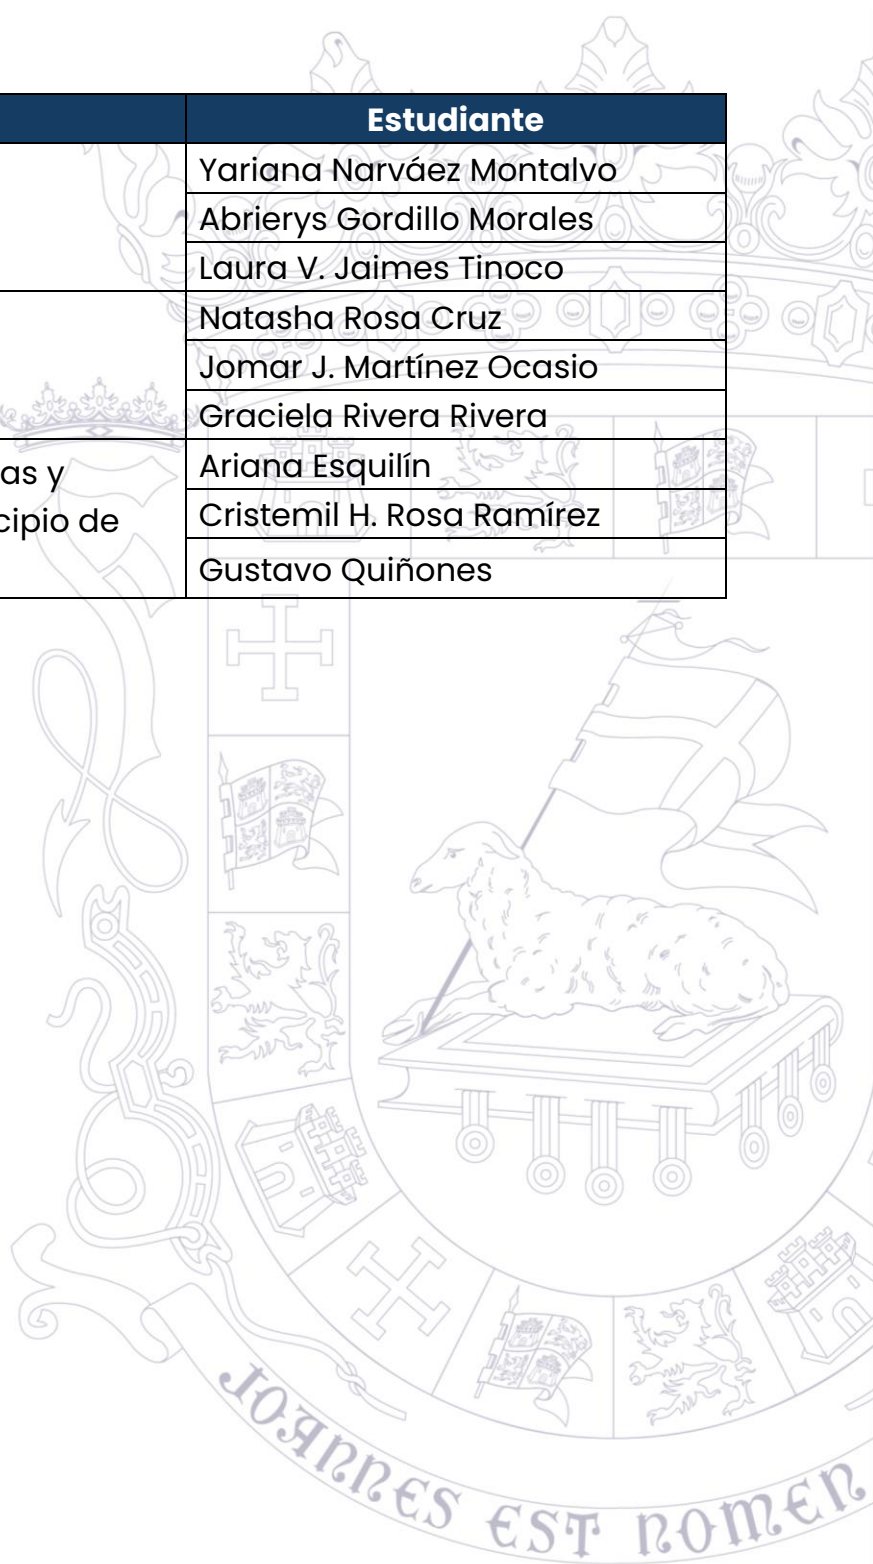 Estudiante
Yariana Narváez Montalvo
Abrierys Gordillo Morales
Laura V. Jaimes Tinoco
Natasha Rosa Cruz
Jomar J. Martínez Ocasio
Graciela Rivera Rivera
as y
cipio de
Ariana Esquilín
Cristemil H. Rosa Ramírez
Gustavo Quiñones
JOANNES EST NOMEN